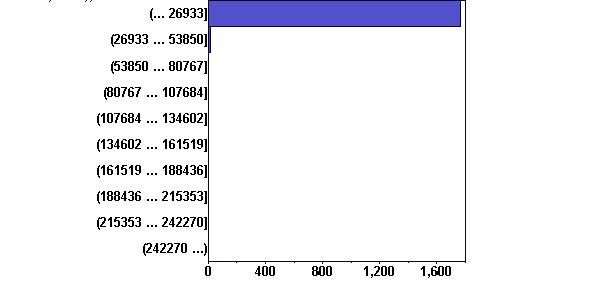 (... 26933]
(26933 ... 53850]
(53850 ... 80767]
(80767 ... 107684]
(107684 ... 134602]
(134602 ... 161519]
(161519 ... 188436]
(188436 ... 215353]
(215353 ... 242270]
(242270 ...)
0 400 800 1,200 1,600